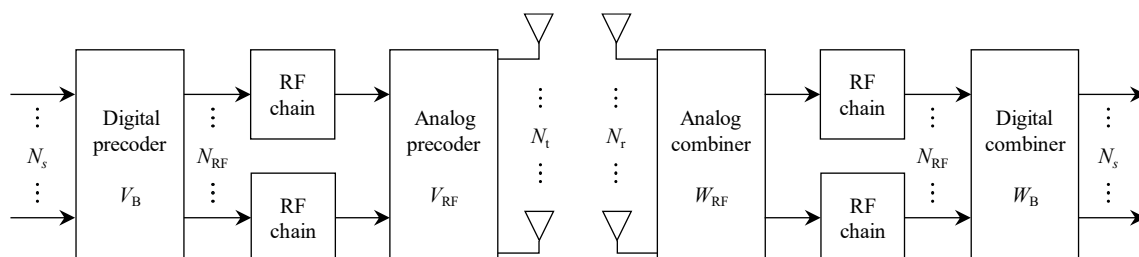 Digital
precoder
V_B
N_s
N_RF
RF
chain
RF
chain
Analog
precoder
V_RF
N_t
N_r
Analog
combiner
W_RF
RF
chain
RF
chain
N_RF
Digital
combiner
W_B
N_s